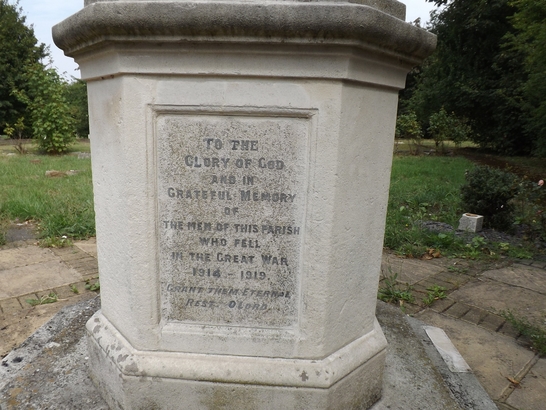 TO THE
GLORY OF GOD
AND IN
GRATEFUL MEMORY
OF
THE MEN OF THIS PARISH
WHO FELL
IN THE GREAT WAR
1914-1919.
GRANT THEM ETERNAL
REST O LORD